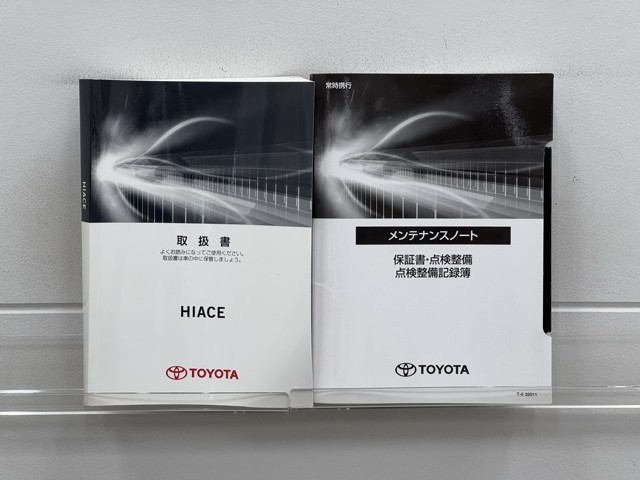 HIACE
取扱書
よくお読みになってご使用ください。
取扱書は車の中に保管しましょう。
HIACE
TOYOTA
常時携行
メンテナンスノート
保証書・点検整備
点検整備記録簿
TOYOTA